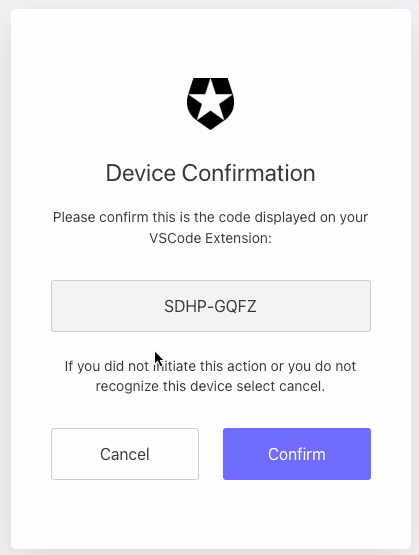 Device Confirmation
Please confirm this is the code displayed on your
VSCode Extension:
SDHP-GQFZ
If you did not initiate this action or you do not
recognize this device select cancel.
Cancel
Confirm